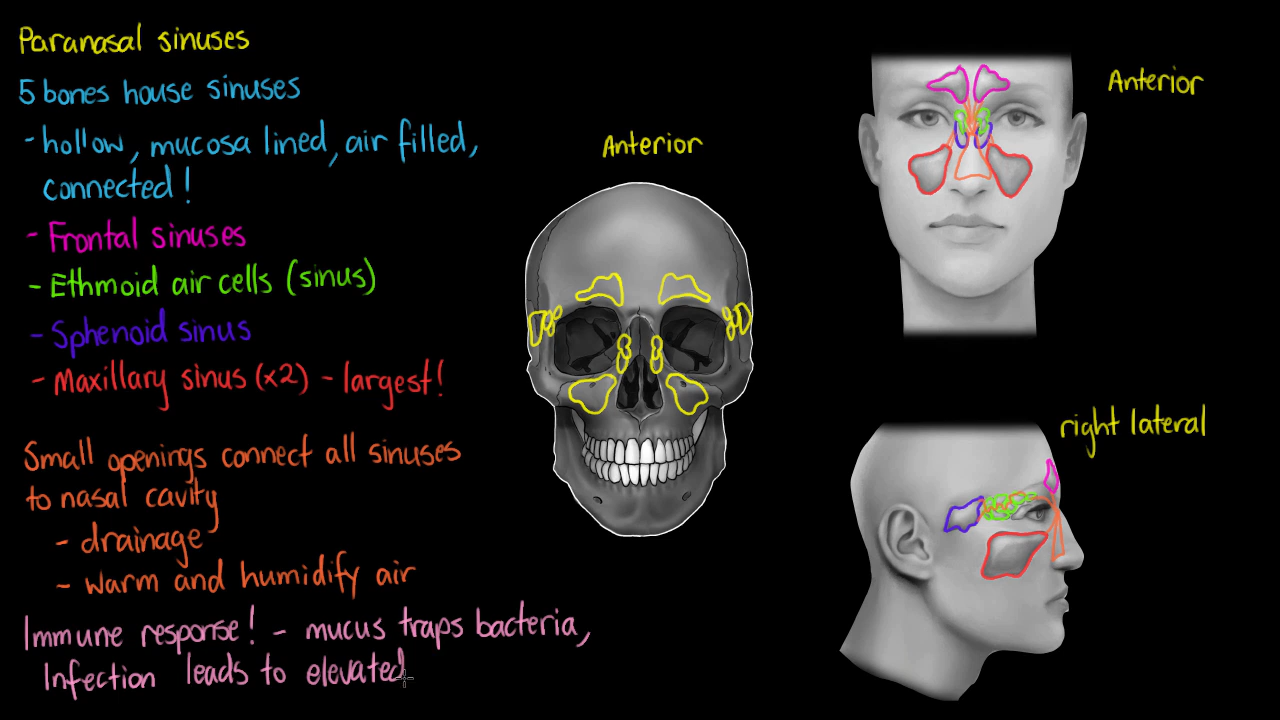 Paranasal sinuses
5 bones house sinuses
- hollow, mucosa lined, air filled,
connected!
- Frontal sinuses
- Ethmoid air cells (sinus)
- Sphenoid sinus
- Maxillary sinus (x2) - largest!
Small openings connect all sinuses
to nasal cavity
- drainage
- warm and humidify air
Immune response! - mucus traps bacteria,
Infection leads to elevated
Anterior
Anterior
right lateral